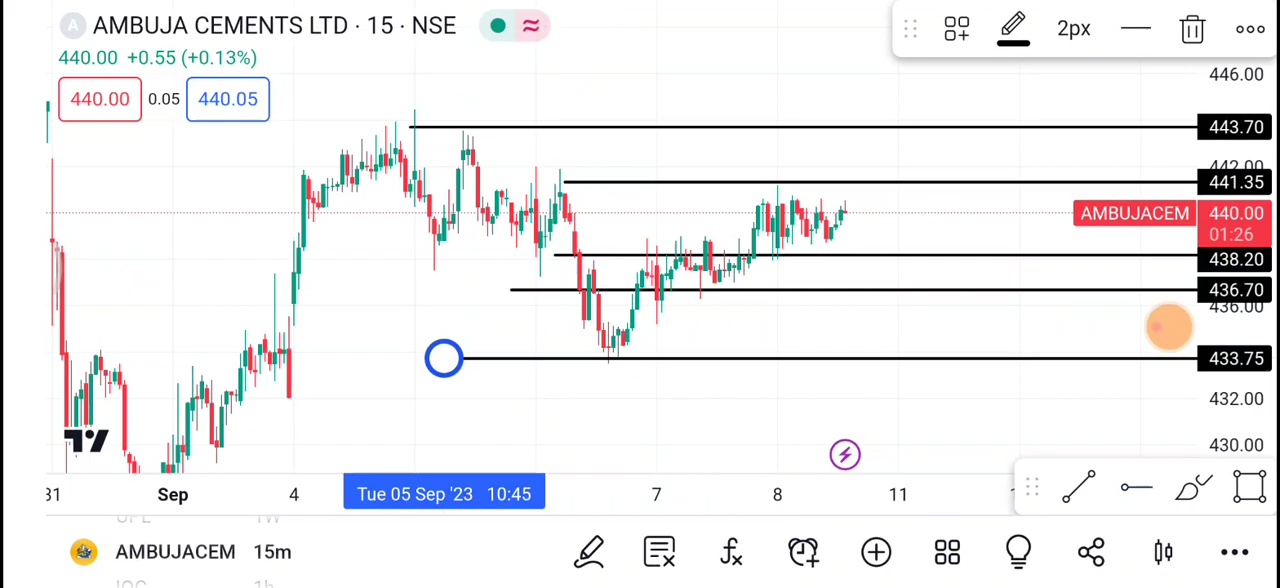 A AMBUJA CEMENTS LTD · 15 · NSE
2px
440.00 +0.55 (+0.13%)
440.00 0.05 440.05
446.00
443.70
442.00
441.35
AMBUJACEM 440.00
01:26
438.20
436.70
436.00
433.75
432.00
430.00
31 Sep 4 Tue 05 Sep '23 10:45 7 8 11
AMBUJACEM 15m